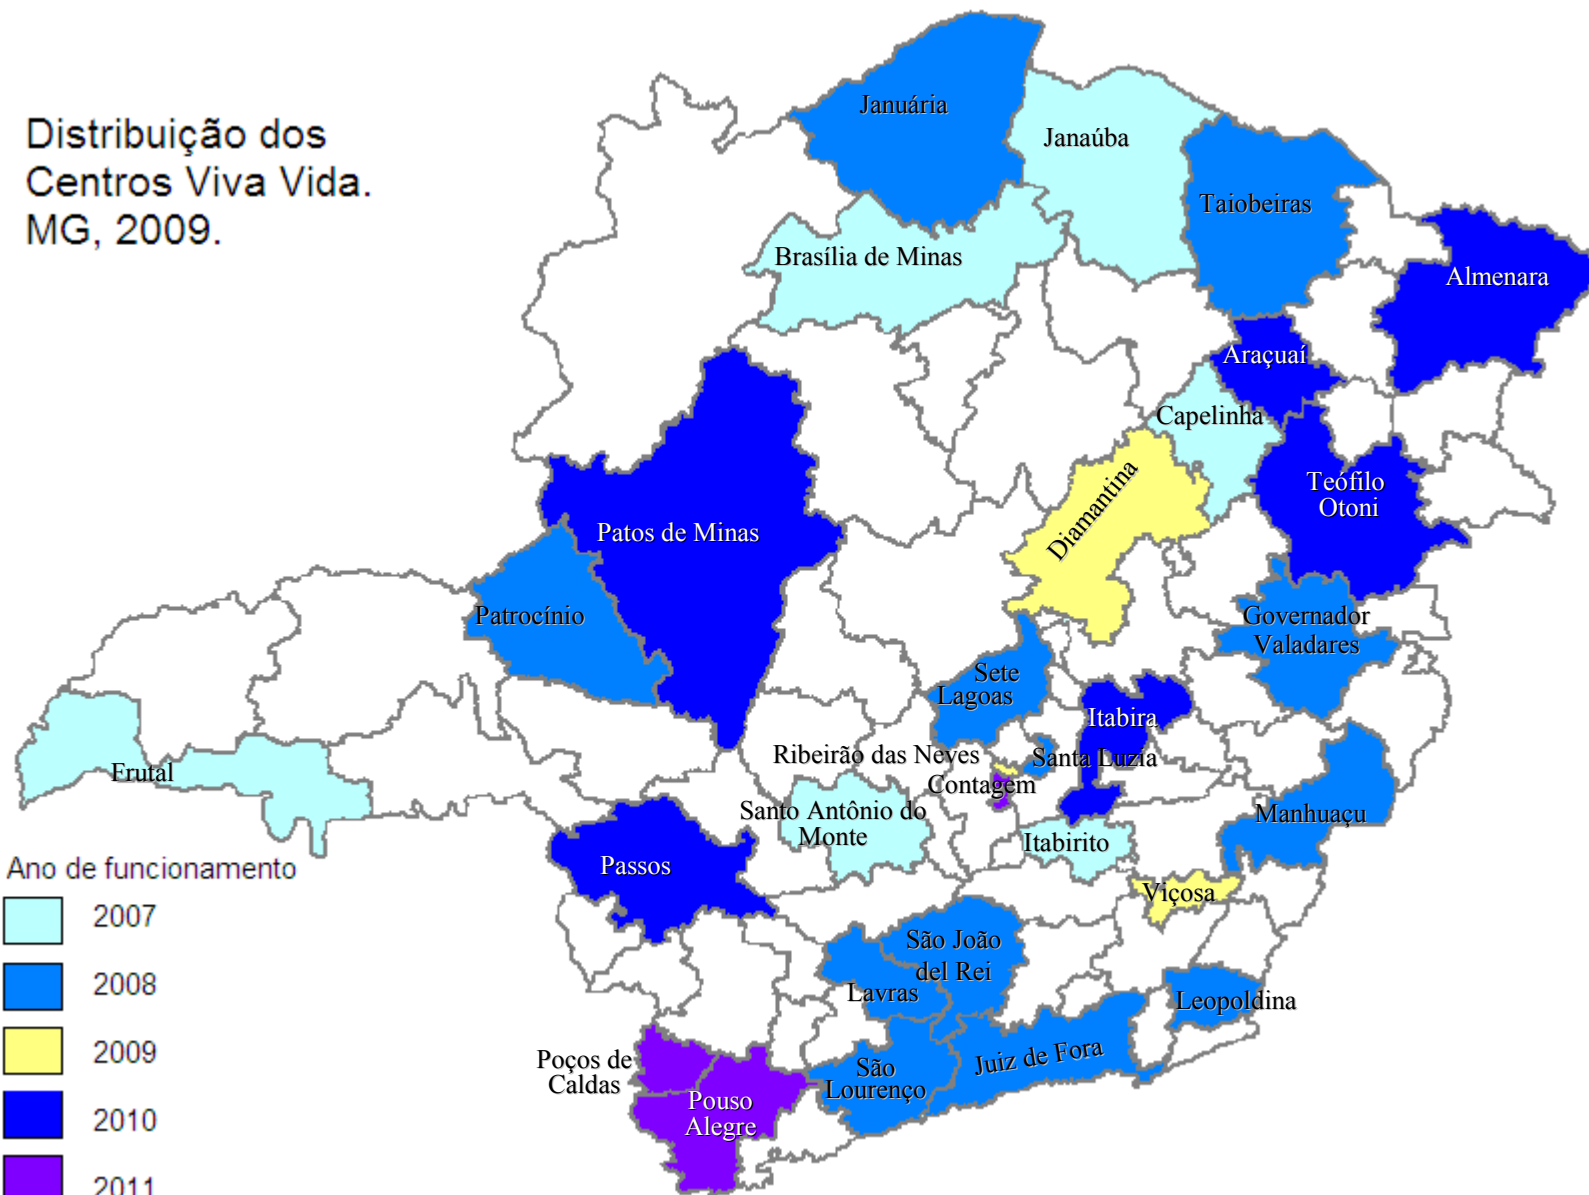 Distribuição dos
Centros Viva Vida.
MG, 2009.
Januária
Janaúba
Taiobeiras
Brasília de Minas
Almenara
Araçuaí
Capelinha
Diamantina
Teófilo
Otoni
Patos de Minas
Patrocínio
Governador
Valadares
Sete
Lagoas
Itabira
Ribeirão das Neves
Santa Luzia
Contagem
Frutal
Santo Antônio do
Monte
Itabirito
Manhuaçu
Passos
Viçosa
São João
del Rei
Lavras
Leopoldina
Poços de
Caldas
São
Lourenço
Juiz de Fora
Pouso
Alegre
Ano de funcionamento
2007
2008
2009
2010
2011